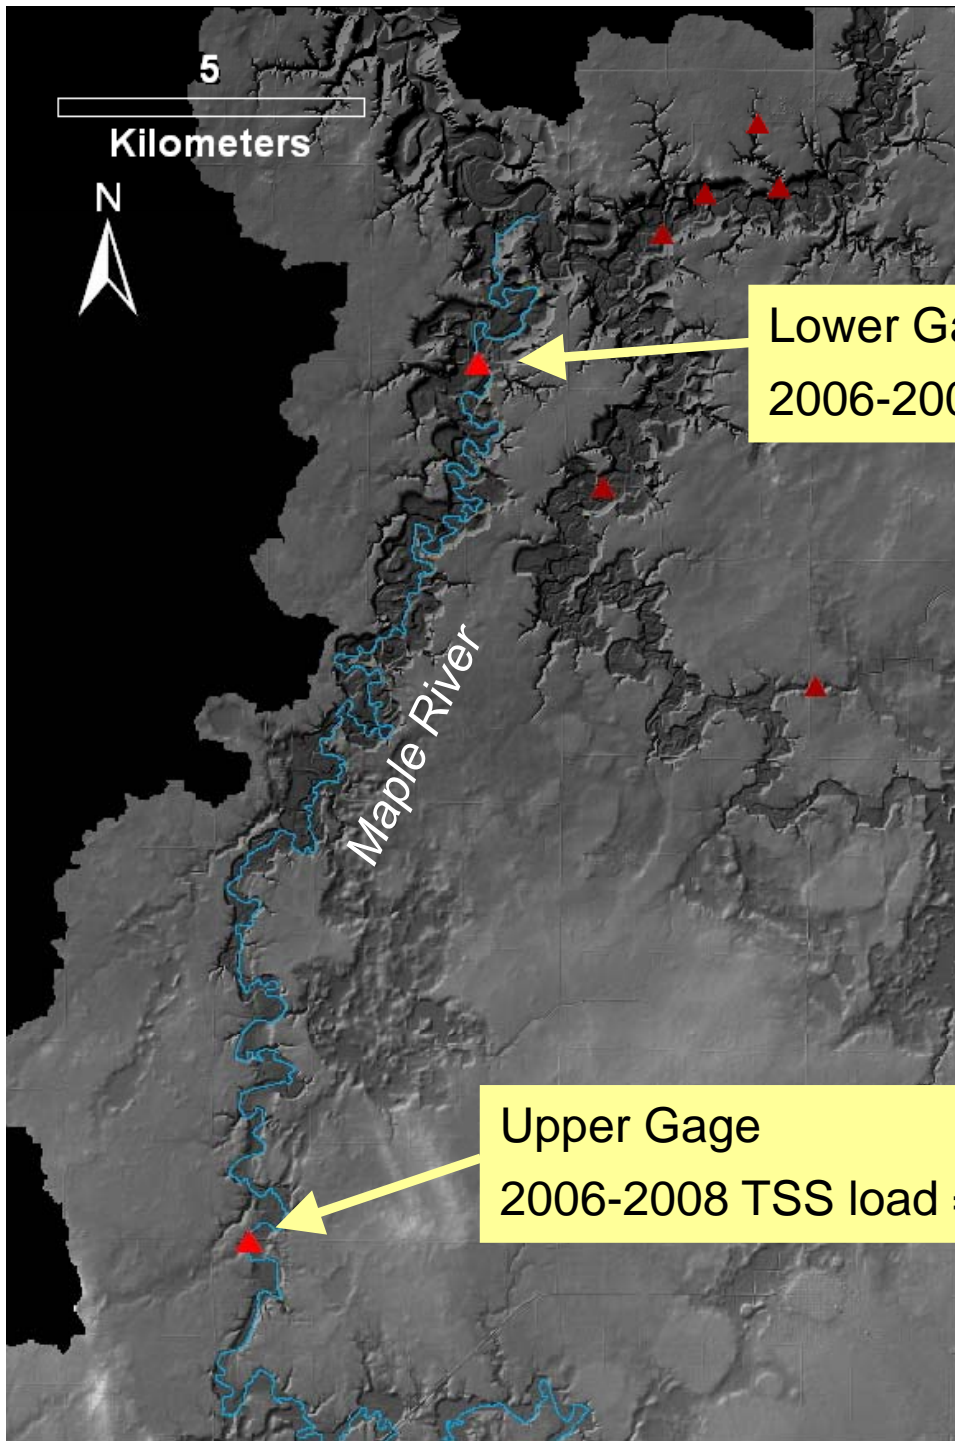 5
Kilometers
N
Lower Ga
2006-200
Maple River
Upper Gage
2006-2008 TSS load =